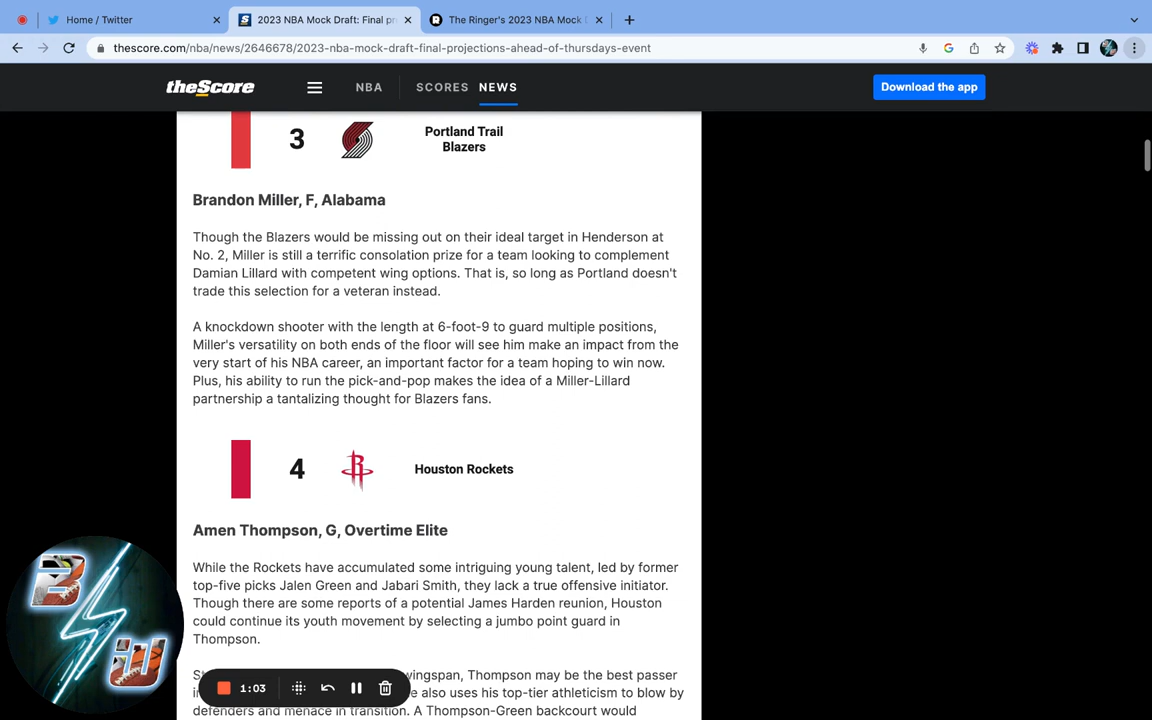 Home / Twitter
2023 NBA Mock Draft: Final pr
The Ringer's 2023 NBA Mock
thescore.com/nba/news/2646678/2023-nba-mock-draft-final-projections-ahead-of-thursdays-event
theScore
NBA
SCORES
NEWS
Download the app
3
Portland Trail
Blazers
Brandon Miller, F, Alabama
Though the Blazers would be missing out on their ideal target in Henderson at
No. 2, Miller is still a terrific consolation prize for a team looking to complement
Damian Lillard with competent wing options. That is, so long as Portland doesn't
trade this selection for a veteran instead.
A knockdown shooter with the length at 6-foot-9 to guard multiple positions,
Miller's versatility on both ends of the floor will see him make an impact from the
very start of his NBA career, an important factor for a team hoping to win now.
Plus, his ability to run the pick-and-pop makes the idea of a Miller-Lillard
partnership a tantalizing thought for Blazers fans.
4
R
Houston Rockets
Amen Thompson, G, Overtime Elite
While the Rockets have accumulated some intriguing young talent, led by former
top-five picks Jalen Green and Jabari Smith, they lack a true offensive initiator.
Though there are some reports of a potential James Harden reunion, Houston
could continue its youth movement by selecting a jumbo point guard in
Thompson.
wingspan, Thompson may be the best passer
also uses his top-tier athleticism to blow by
defenders and menace in transition. A Thompson-Green backcourt would
1:03